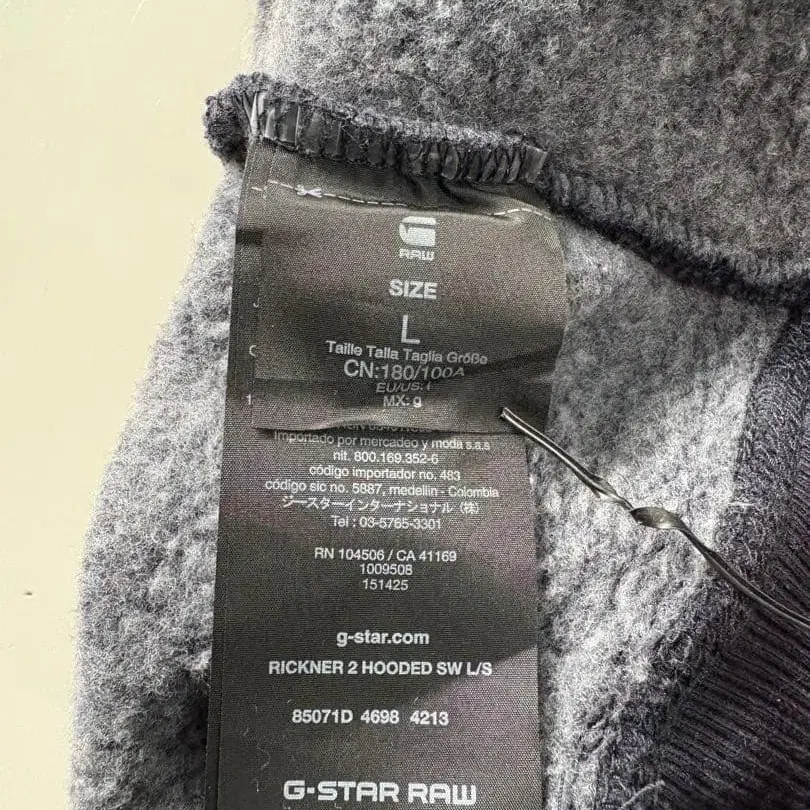 RAW
SIZE
L
Taille Talla Taglia Größe
CN:180/100A
EU/US:
MX: g
Importado por mercadeo y moda s.a.s
nit. 800.169.352-6
código importador no. 483
código sic no. 5887, medellin - Colombia
ジースターインターナショナル（株）
Tel : 03-5765-3301
RN 104506 / CA 41169
1009508
151425
g-star.com
RICKNER 2 HOODED SW L/S
85071D 4698 4213
G-STAR RAW